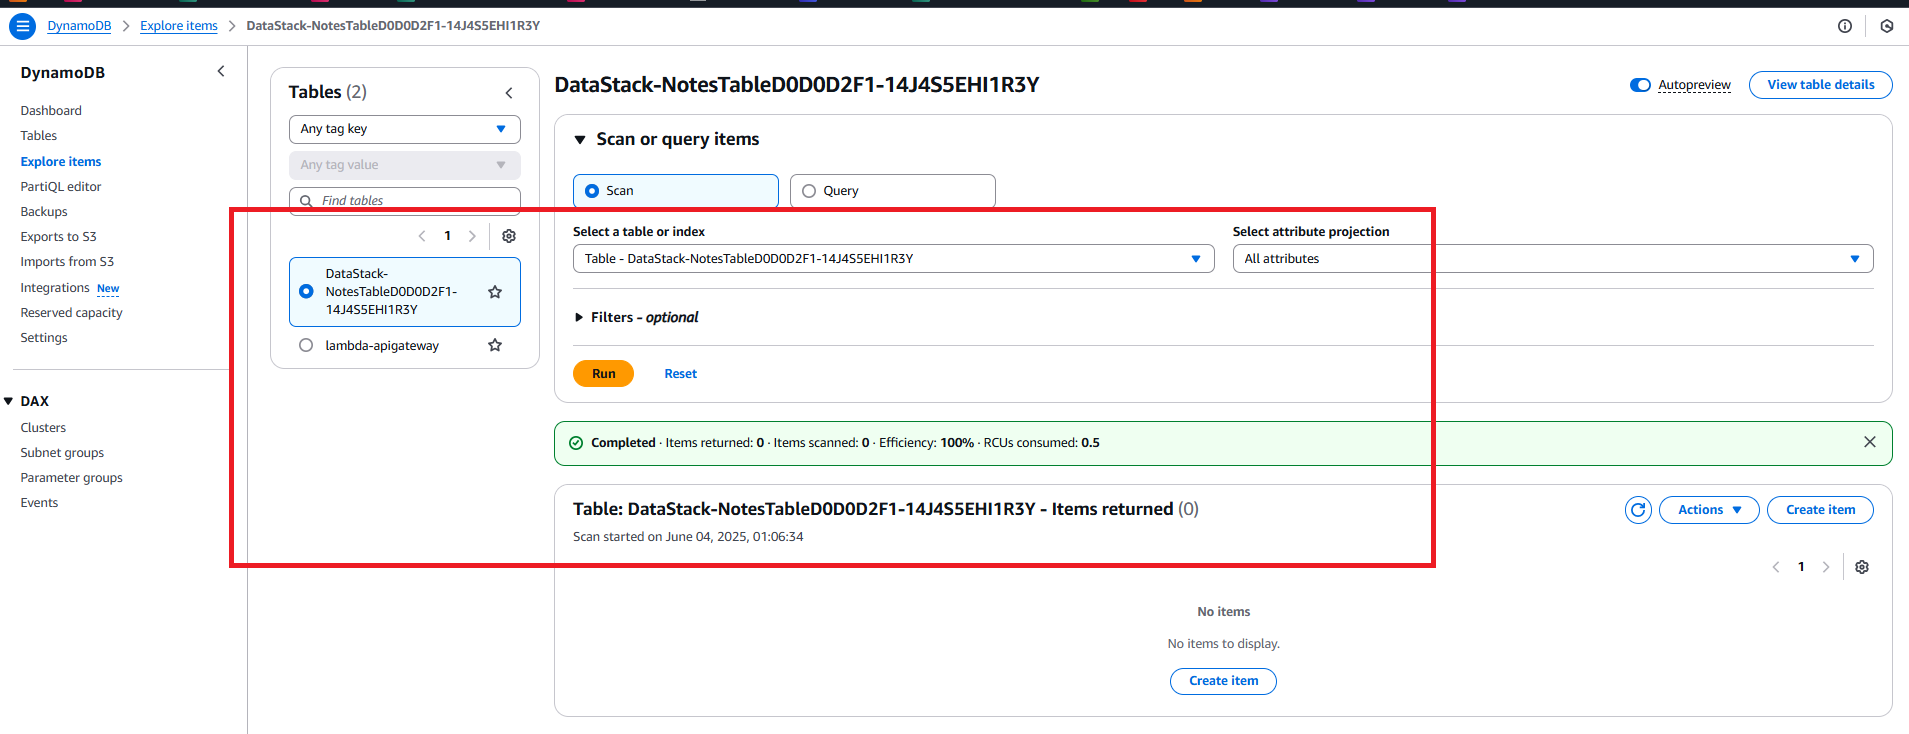 DynamoDB > Explore items > DataStack-NotesTableD0D0D2F1-14J4S5EHI1R3Y
DynamoDB
Dashboard
Tables
Explore items
PartiQL editor
Backups
Exports to S3
Imports from S3
Integrations New
Reserved capacity
Settings
DAX
Clusters
Subnet groups
Parameter groups
Events
Tables (2)
Any tag key
Any tag value
Find tables
1
DataStack-
NotesTableD0D0D2F1-
14J4S5EHI1R3Y
lambda-apigateway
DataStack-NotesTableD0D0D2F1-14J4S5EHI1R3Y
Autopreview
View table details
Scan or query items
Scan
Query
Select a table or index
Table - DataStack-NotesTableD0D0D2F1-14J4S5EHI1R3Y
Select attribute projection
All attributes
Filters - optional
Run
Reset
Completed · Items returned: 0 · Items scanned: 0 · Efficiency: 100% · RCUs consumed: 0.5
Table: DataStack-NotesTableD0D0D2F1-14J4S5EHI1R3Y - Items returned (0)
Scan started on June 04, 2025, 01:06:34
Actions
Create item
1
No items
No items to display.
Create item